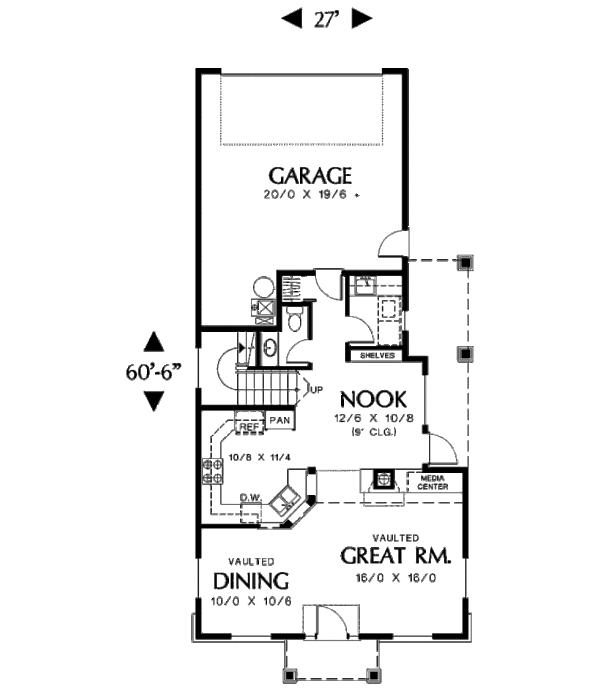 27'
GARAGE
20/0 X 19/6 +
SHELVES
60'-6"
UP
NOOK
12/6 X 10/8
(9' CLG.)
PAN
REF
10/8 X 11/4
MEDIA
CENTER
D.W.
VAULTED
GREAT RM.
16/0 X 16/0
VAULTED
DINING
10/0 X 10/6